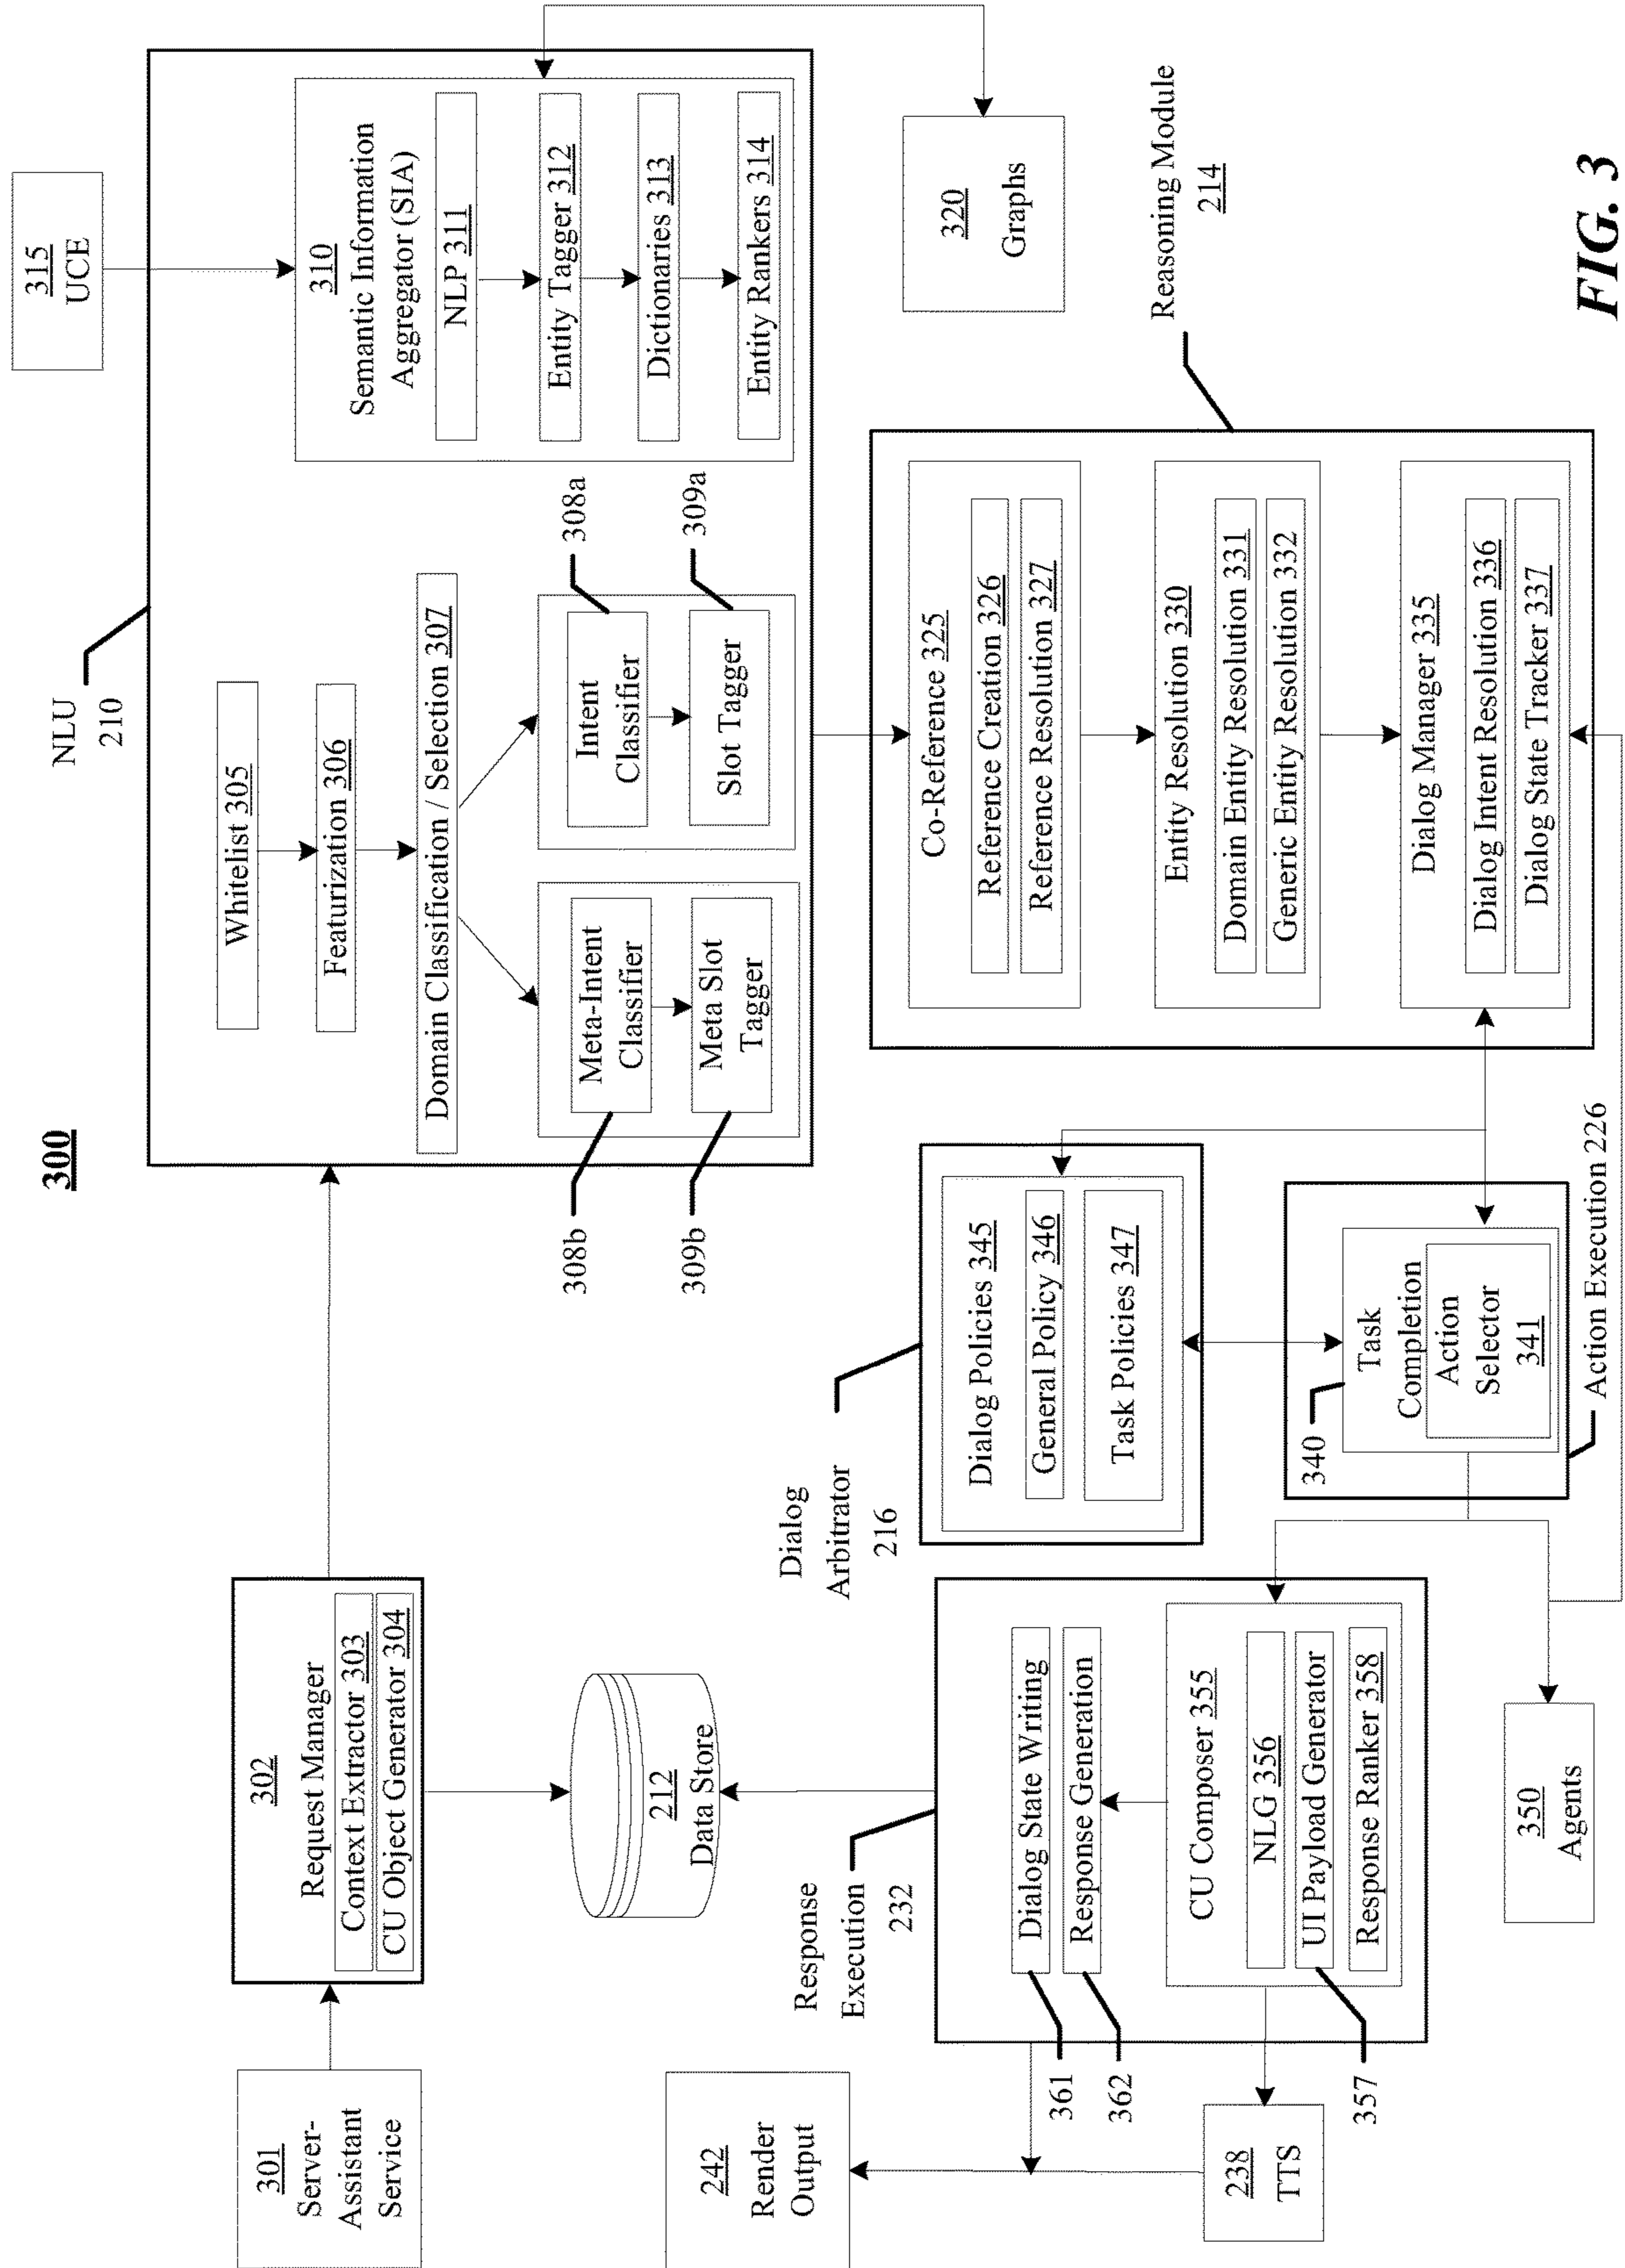 300
301
Server-
Assistant
Service
302
Request Manager
Context Extractor 303
CU Object Generator 304
212
Data Store
NLU
210
Whitelist 305
Featurization 306
Domain Classification / Selection 307
Meta-Intent
Classifier
Meta Slot
Tagger
308b
309b
Intent
Classifier
Slot Tagger
308a
309a
310
Semantic Information
Aggregator (SIA)
NLP 311
Entity Tagger 312
Dictionaries 313
Entity Rankers 314
315
UCE
320
Graphs
Reasoning Module
214
Co-Reference 325
Reference Creation 326
Reference Resolution 327
Entity Resolution 330
Domain Entity Resolution 331
Generic Entity Resolution 332
Dialog Manager 335
Dialog Intent Resolution 336
Dialog State Tracker 337
Dialog
Arbitrator
216
Dialog Policies 345
General Policy 346
Task Policies 347
340
Task
Completion
Action
Selector
341
Action Execution 226
Response
Execution
232
Dialog State Writing
Response Generation
CU Composer 355
NLG 356
UI Payload Generator
Response Ranker 358
361
362
357
242
Render
Output
238
TTS
350
Agents
FIG. 3